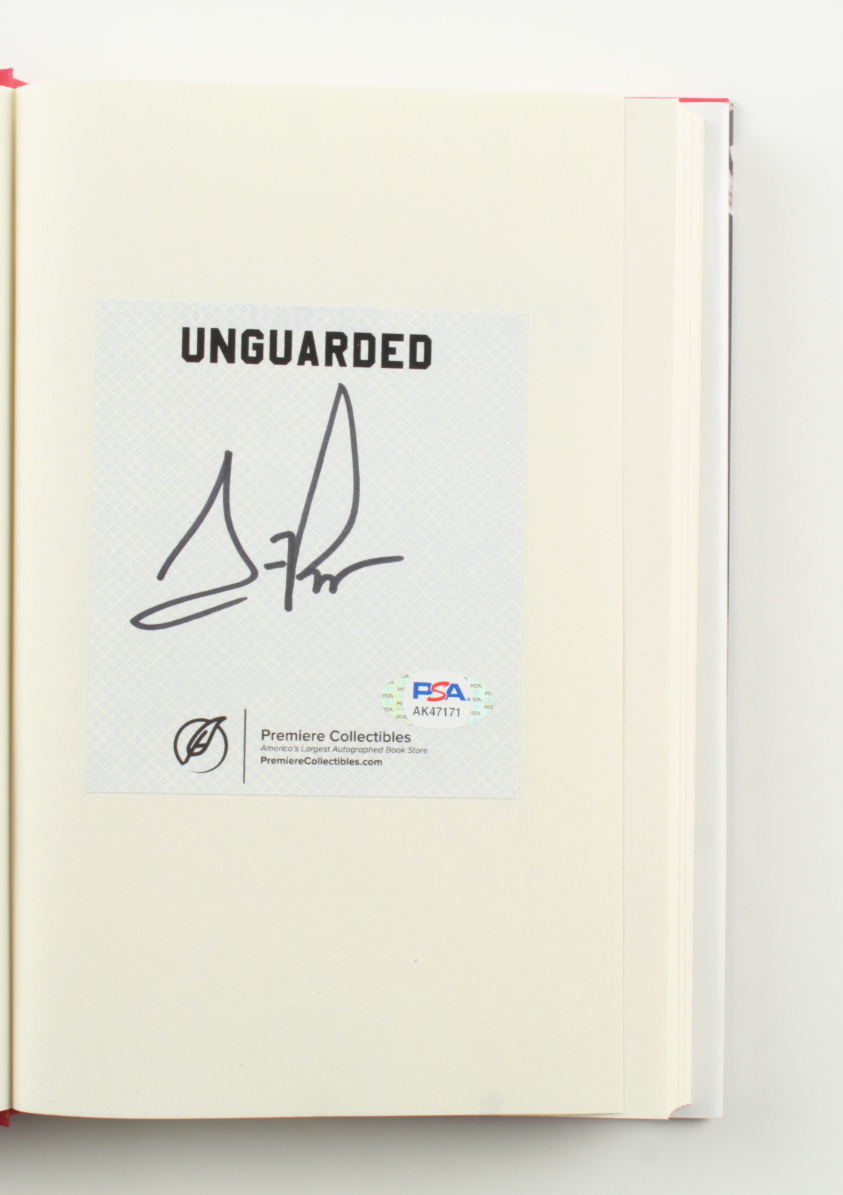 UNGUARDED
PSA
AK47171
Premiere Collectibles
America's Largest Autographed Book Store
PremiereCollectibles.com